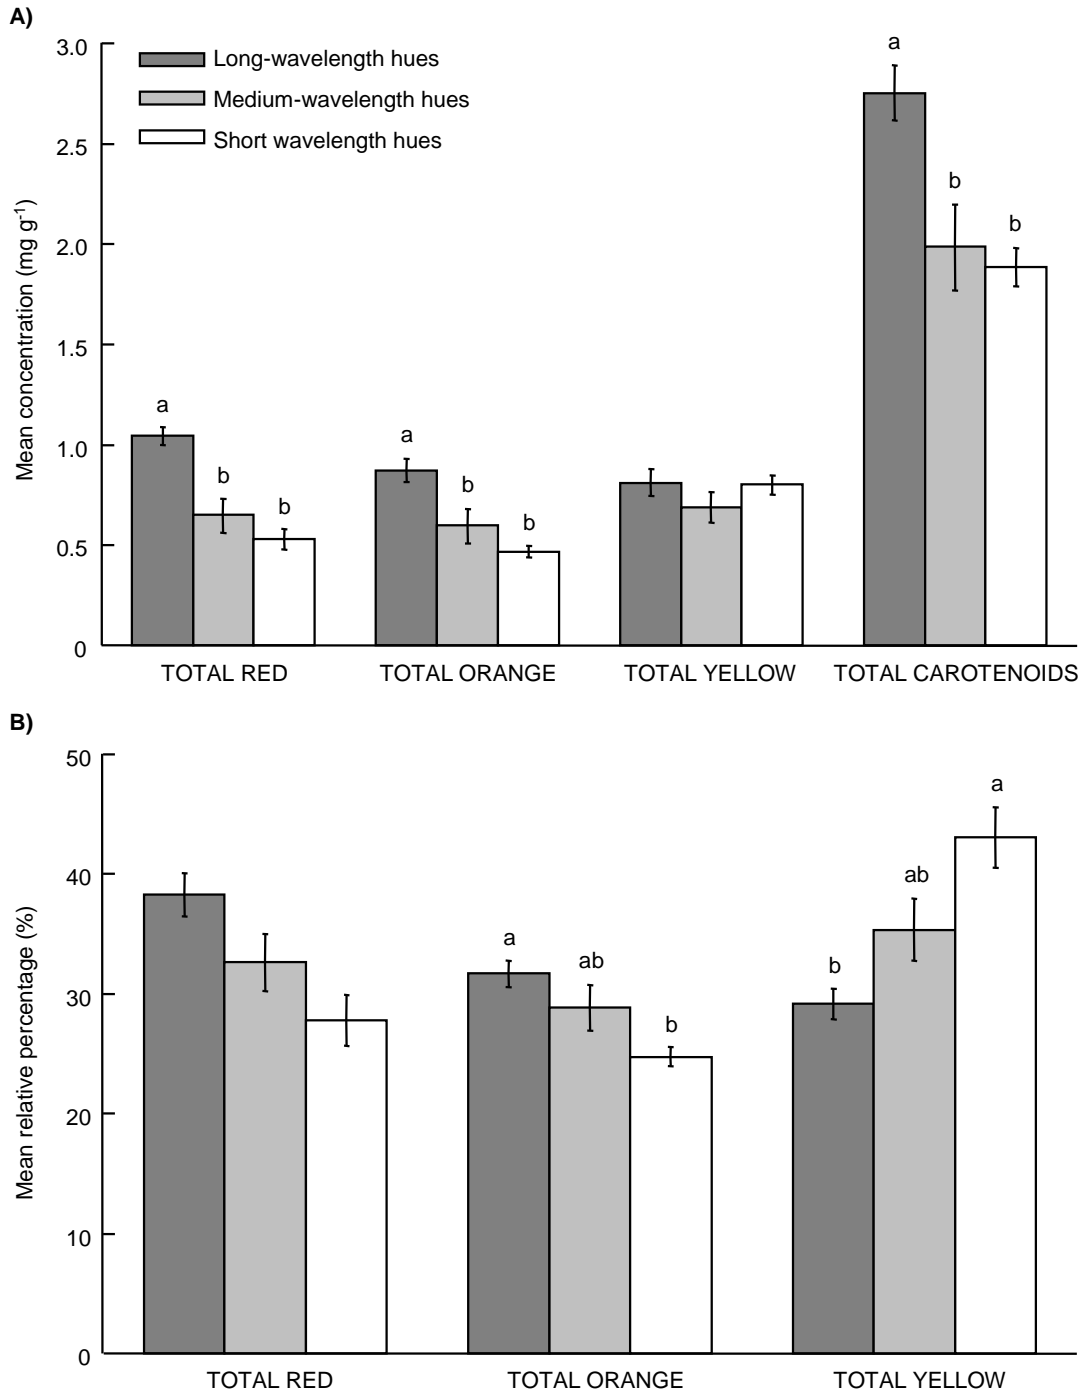 A)
3.0
2.5
2.0
1.5
1.0
0.5
0
Mean concentration (mg g⁻¹)
Long-wavelength hues
Medium-wavelength hues
Short wavelength hues
a
b
b
a
b
b
a
b
b
TOTAL RED TOTAL ORANGE TOTAL YELLOW TOTAL CAROTENOIDS
B)
50
40
30
20
10
0
Mean relative percentage (%)
a
ab
b
b
ab
a
TOTAL RED TOTAL ORANGE TOTAL YELLOW